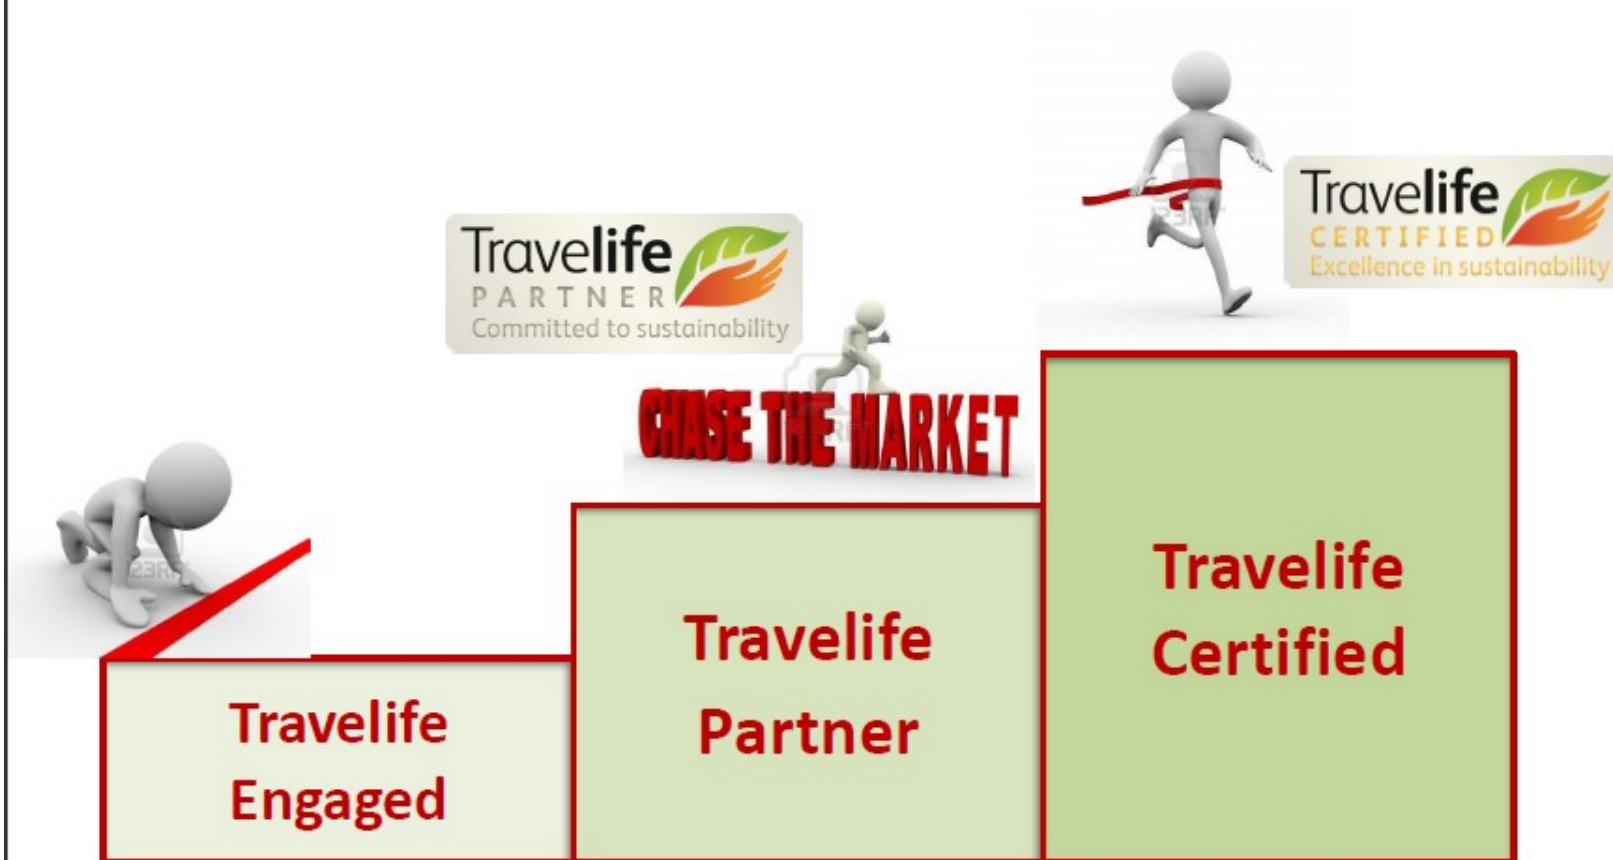 Travelife
CERTIFIED
Excellence in sustainability
Travelife
PARTNER
Committed to sustainability
CHASE THE MARKET
Travelife
Engaged
Travelife
Partner
Travelife
Certified